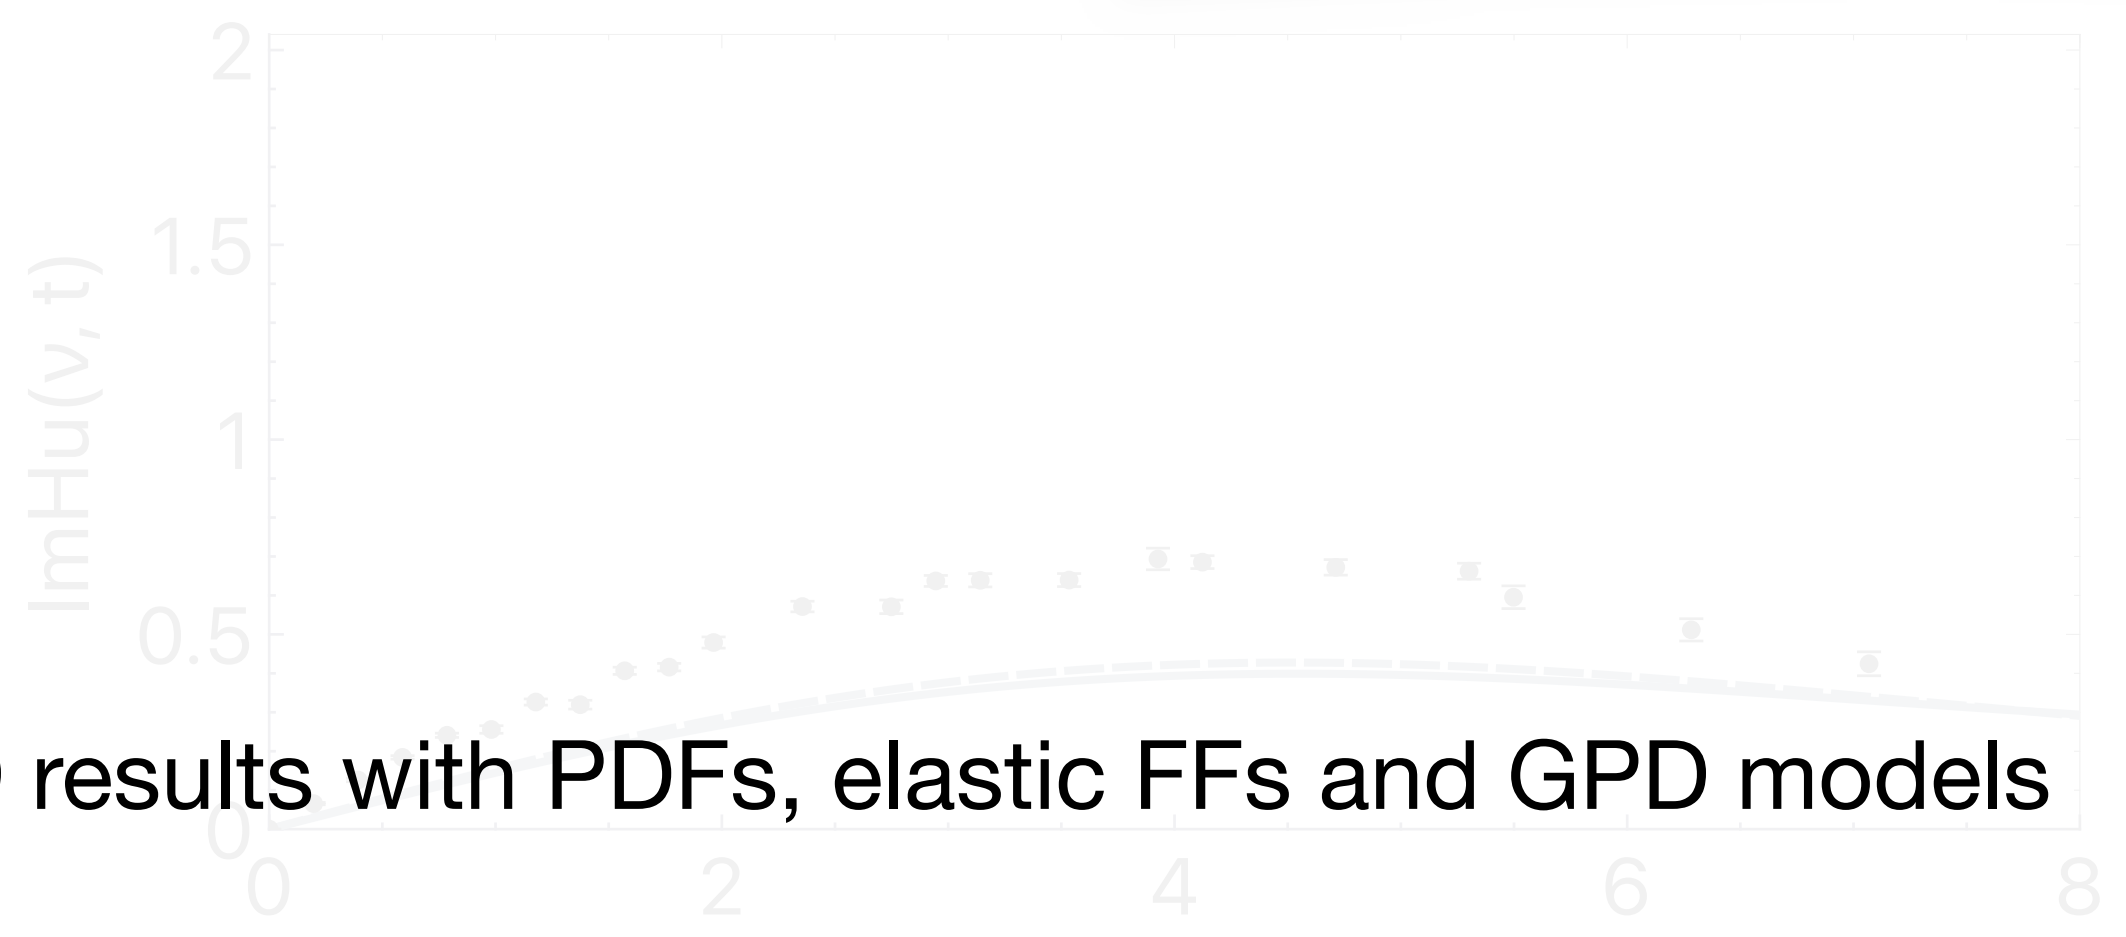 2
1.5
1
0.5
0
ImHu(ν, t)
results with PDFs, elastic FFs and GPD models
0 2 4 6 8